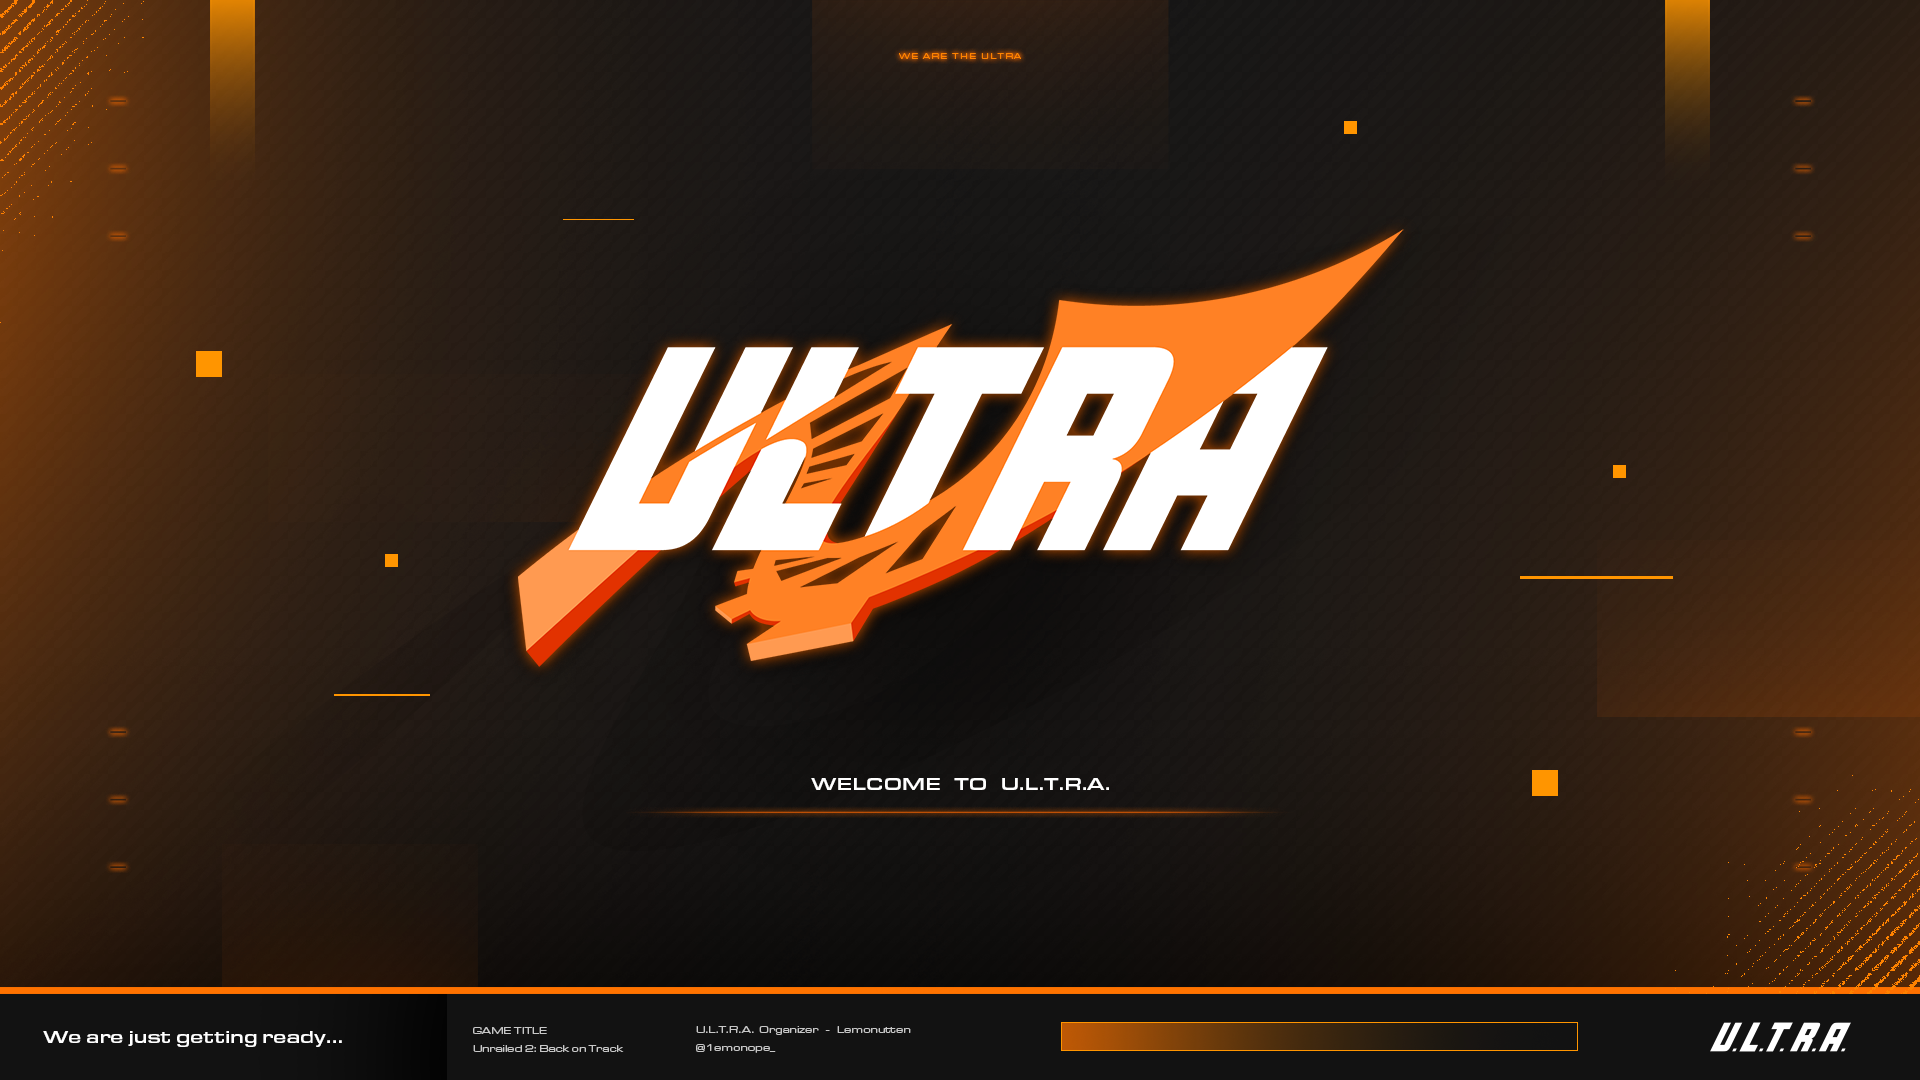 WE ARE THE ULTRA
ULTRA
WELCOME TO U.L.T.R.A.
We are just getting ready...
GAME TITLE
Unrailed 2: Back on Track
U.L.T.R.A. Organizer - Lemonutten
@1emonope_
U.L.T.R.A.